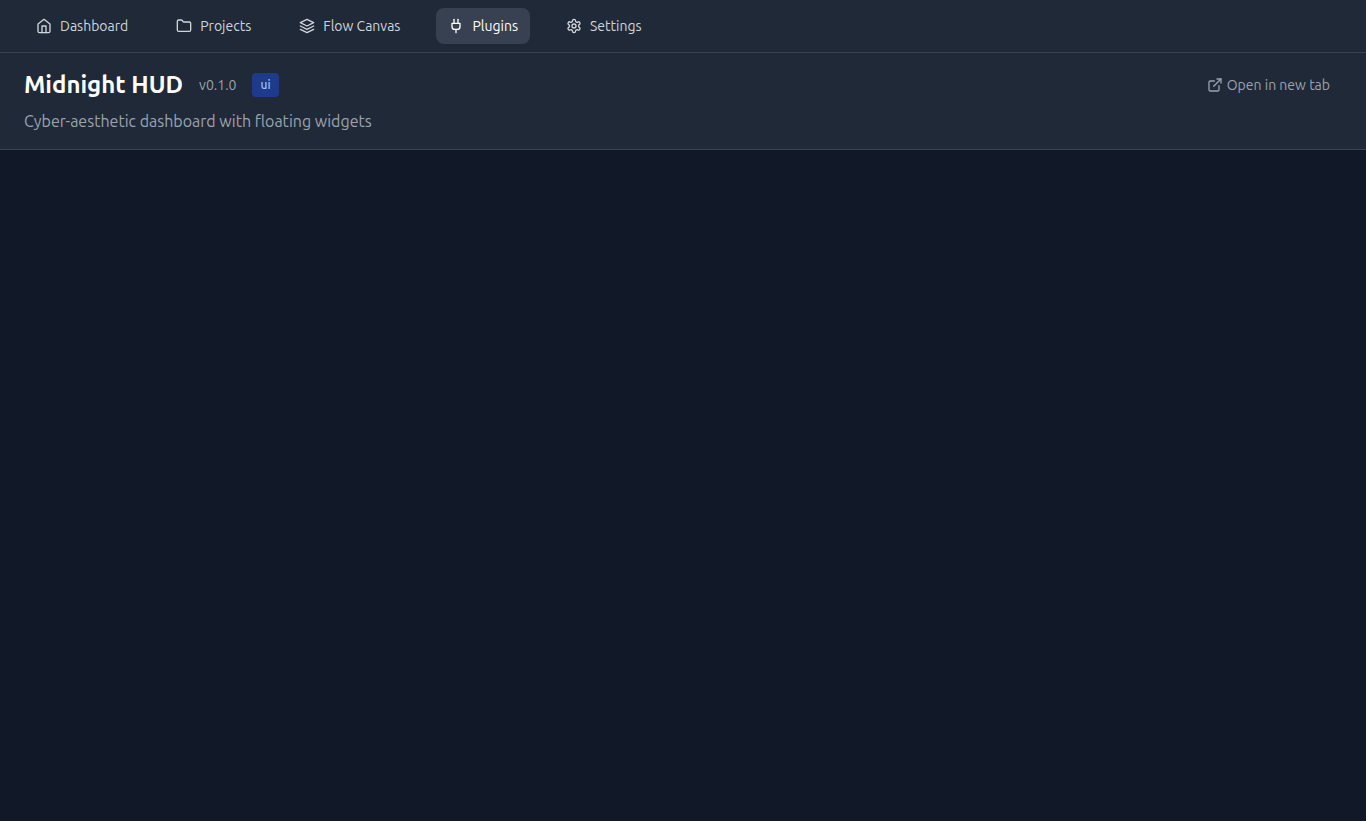 Dashboard Projects Flow Canvas Plugins Settings
Midnight HUD v0.1.0 ui Open in new tab
Cyber-aesthetic dashboard with floating widgets